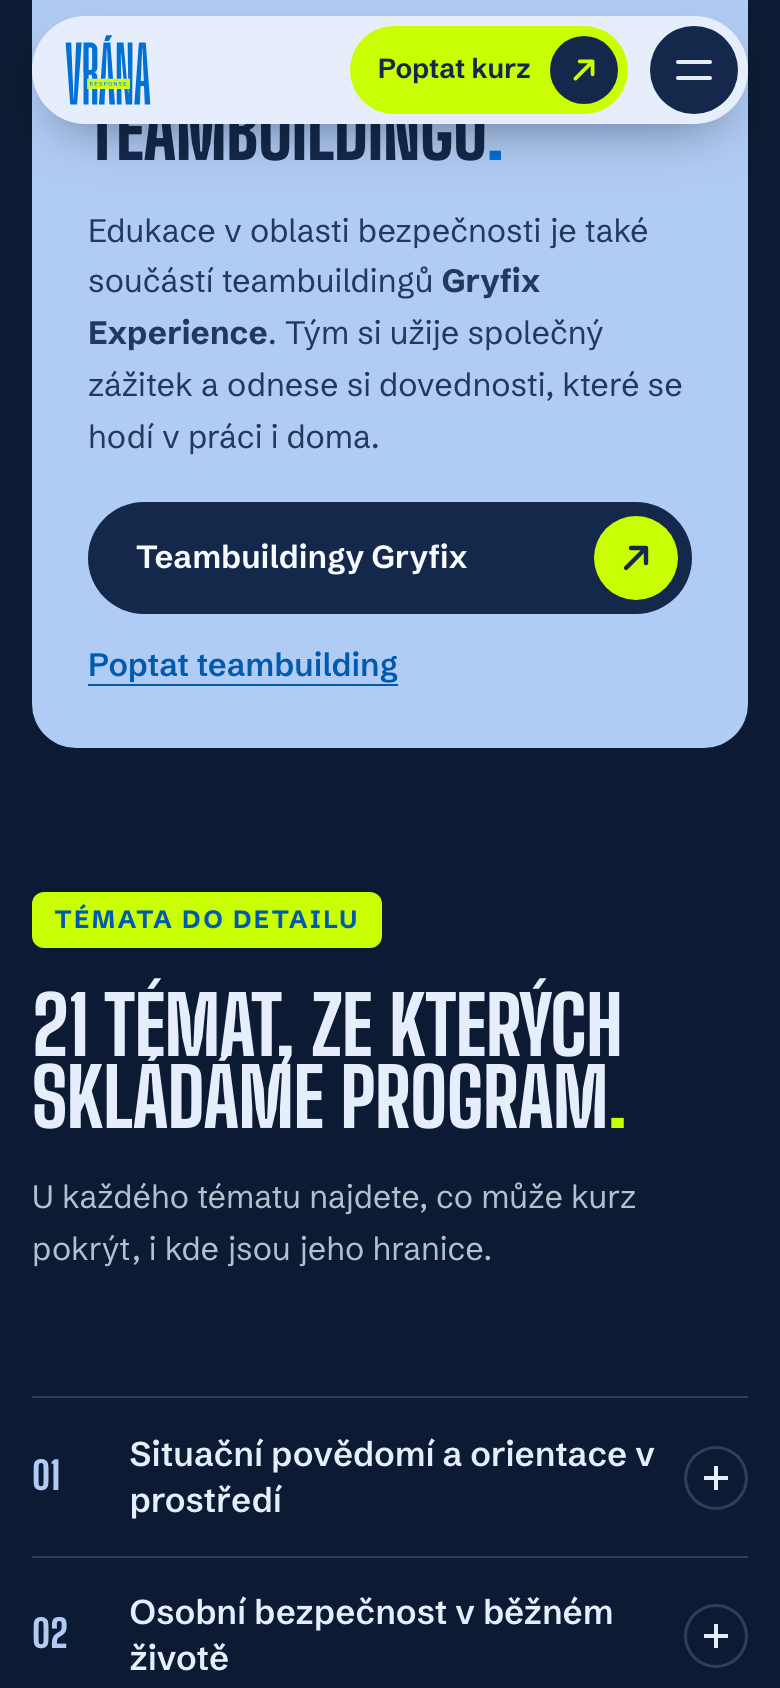 VRÁNA
RESPONSE
Poptat kurz
TEAMBUILDINGU.
Edukace v oblasti bezpečnosti je také
součástí teambuildingů Gryfix
Experience. Tým si užije společný
zážitek a odnese si dovednosti, které se
hodí v práci i doma.
Teambuildingy Gryfix
Poptat teambuilding
TÉMATA DO DETAILU
21 TÉMAT, ZE KTERÝCH
SKLÁDÁME PROGRAM.
U každého tématu najdete, co může kurz
pokrýt, i kde jsou jeho hranice.
01
Situační povědomí a orientace v
prostředí
02
Osobní bezpečnost v běžném
životě